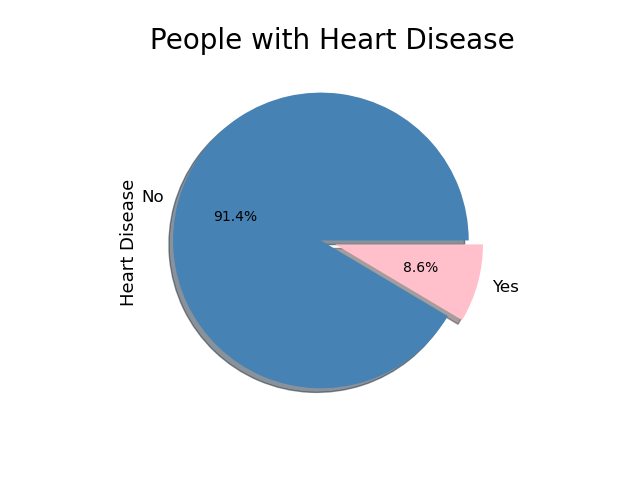 People with Heart Disease
No
91.4%
Heart Disease
8.6%
Yes